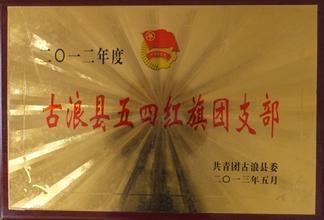 二〇一二年度
古浪县五四红旗团支部
共青团古浪县委
二〇一三年五月